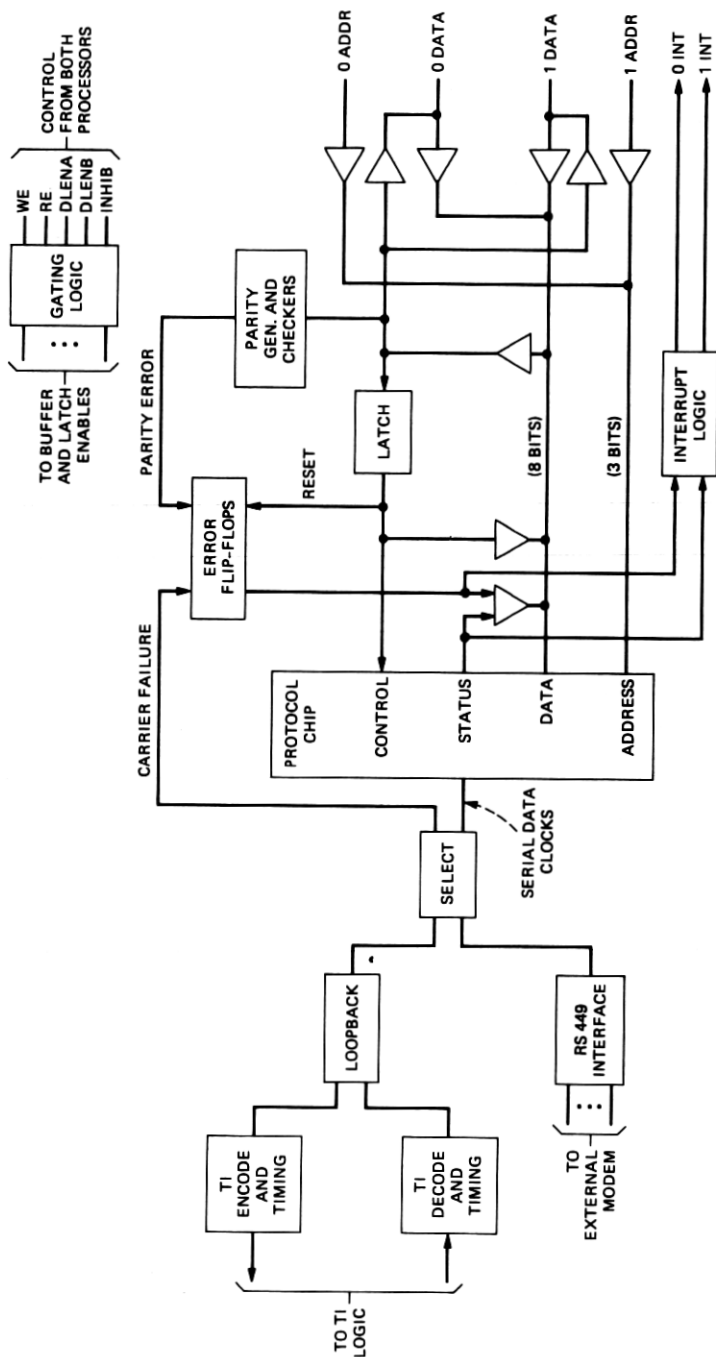 TO BUFFER
AND LATCH
ENABLES
GATING
LOGIC
WE
RE
DLENA
DLENB
INHIB
CONTROL
FROM BOTH
PROCESSORS
CARRIER FAILURE
PARITY ERROR
ERROR
FLIP-FLOPS
RESET
PARITY
GEN. AND
CHECKERS
LATCH
0 ADDR
0 DATA
1 DATA
1 ADDR
0 INT
1 INT
PROTOCOL
CHIP
CONTROL
STATUS
DATA
ADDRESS
(8 BITS)
(3 BITS)
INTERRUPT
LOGIC
SERIAL DATA
CLOCKS
SELECT
LOOPBACK
TI
ENCODE
AND
TIMING
TI
DECODE
AND
TIMING
TO TI
LOGIC
RS 449
INTERFACE
TO
EXTERNAL
MODEM